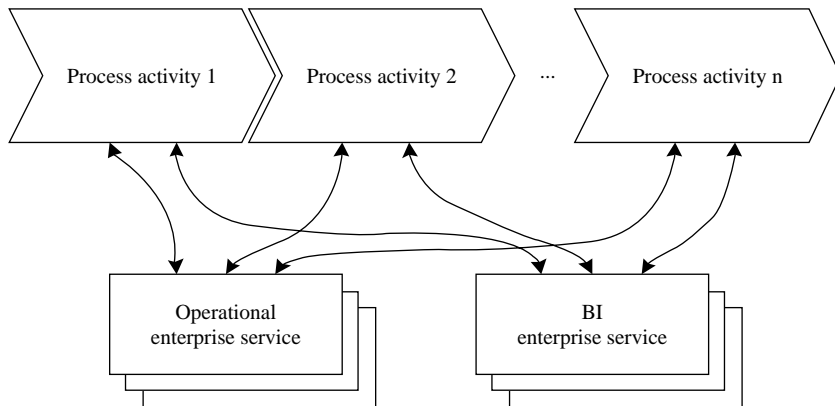 Process activity 1
Process activity 2
...
Process activity n
Operational
enterprise service
BI
enterprise service